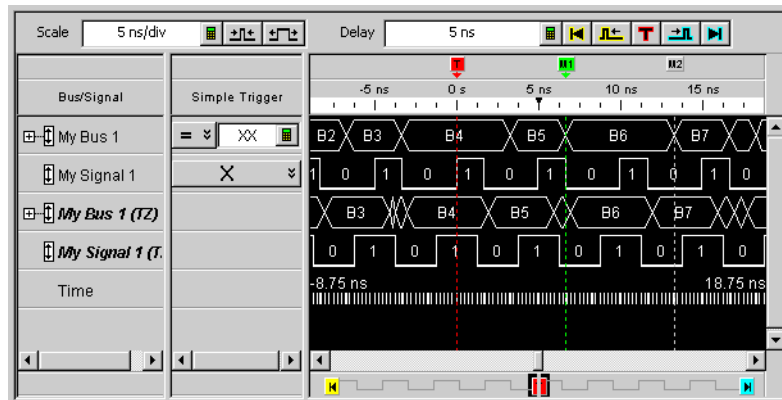 Scale 5 ns/div Delay 5 ns T
T M1 M2
Bus/Signal Simple Trigger -5 ns 0 s 5 ns 10 ns 15 ns
My Bus 1 = XX B2 B3 B4 B5 B6 B7
My Signal 1 X 1 0 1 0 1 0 1 0 1 0 1 0
My Bus 1 (TZ) B3 B4 B5 B6 B7
My Signal 1 (T. 0 1 0 1 0 1 0 1 0 1 0
Time -8.75 ns 18.75 ns